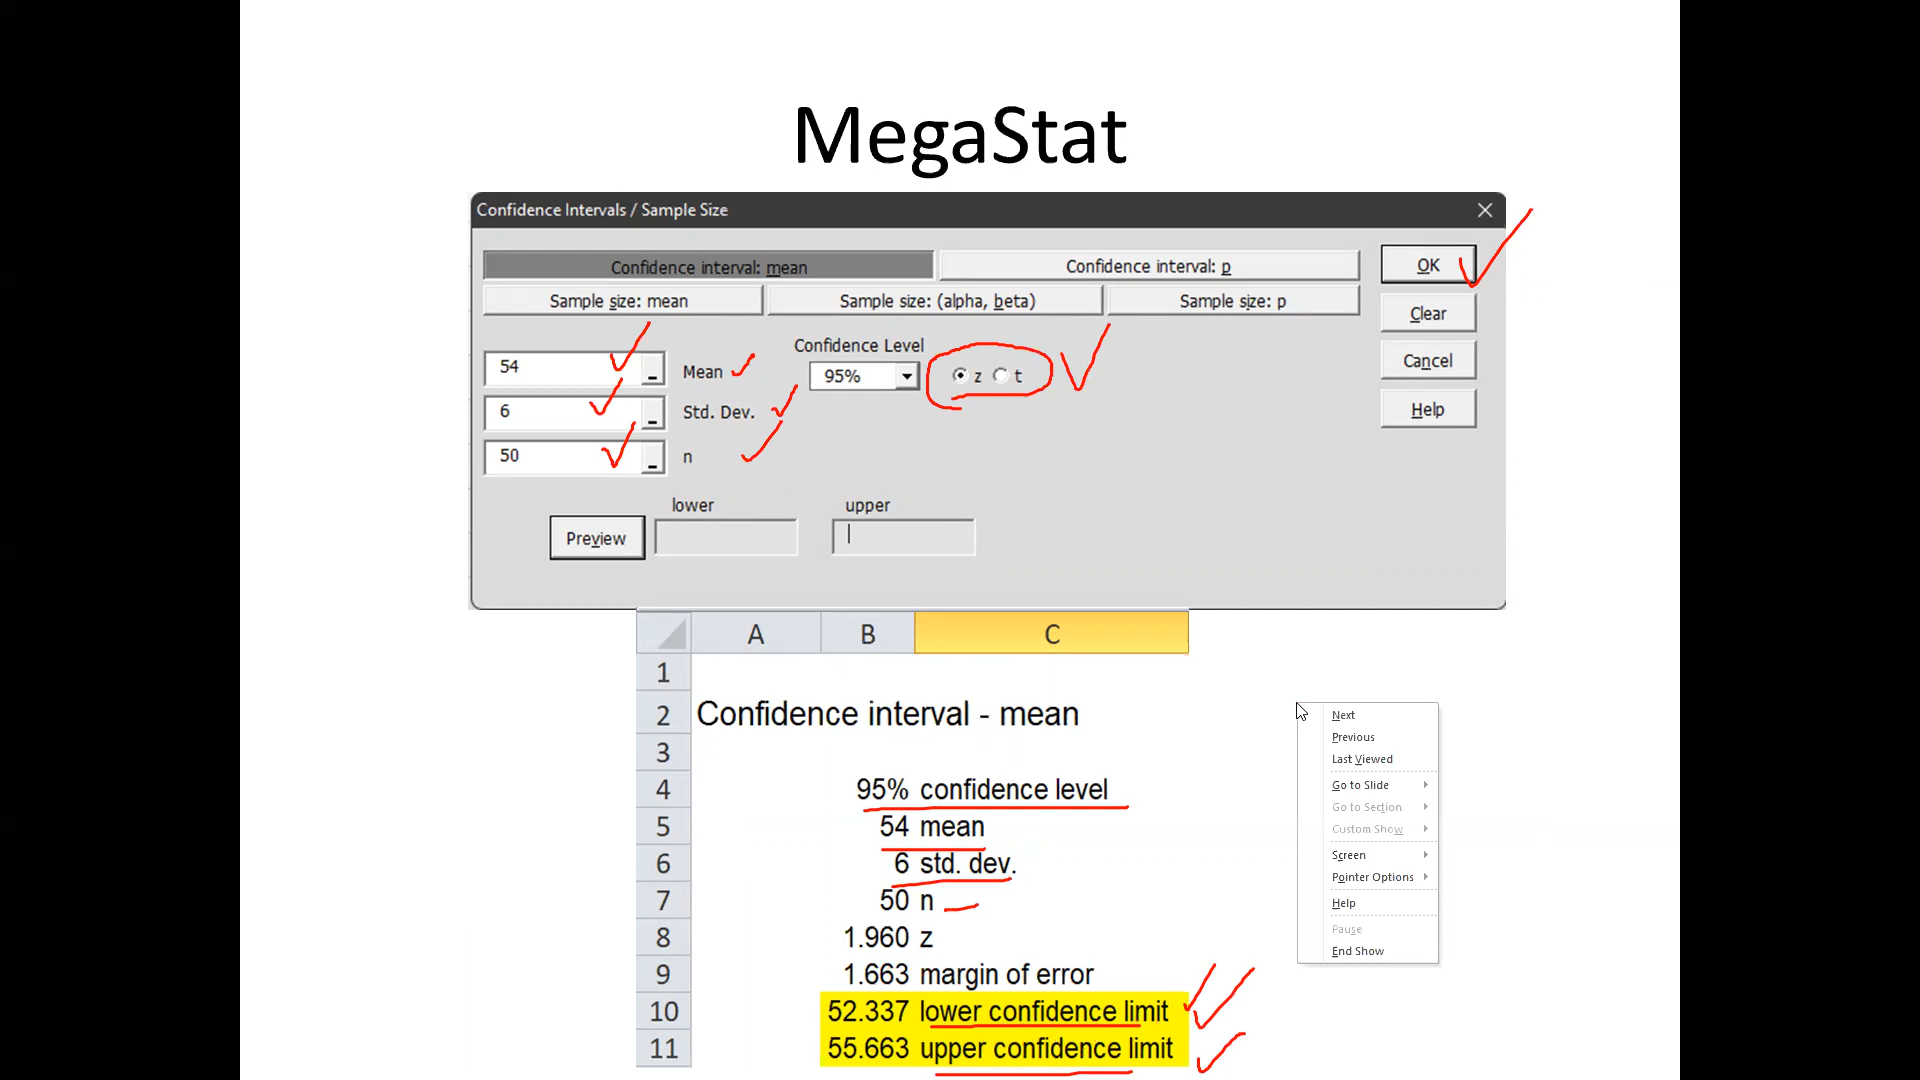 MegaStat
Confidence Intervals / Sample Size
Confidence interval: mean
Confidence interval: p
OK
Sample size: mean
Sample size: (alpha, beta)
Sample size: p
Clear
Confidence Level
54
Mean
95%
z
t
Cancel
6
Std. Dev.
Help
50
n
lower
upper
Preview
A
B
C
1
2
Confidence interval - mean
3
4
95% confidence level
5
54 mean
6
6 std. dev.
7
50 n
8
1.960 z
9
1.663 margin of error
10
52.337 lower confidence limit
11
55.663 upper confidence limit
Next
Previous
Last Viewed
Go to Slide
Go to Section
Custom Show
Screen
Pointer Options
Help
Pause
End Show